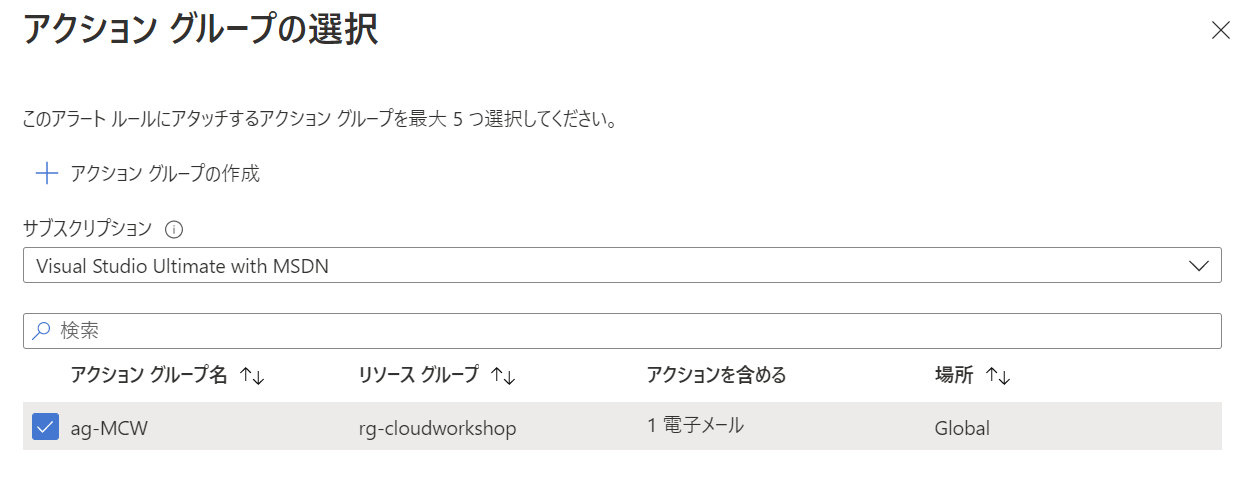 アクション グループの選択
このアラート ルールにアタッチするアクション グループを最大 5 つ選択してください。
アクション グループの作成
サブスクリプション
Visual Studio Ultimate with MSDN
検索
アクション グループ名 ↑↓ リソース グループ ↑↓ アクションを含める 場所 ↑↓
ag-MCW rg-cloudworkshop 1 電子メール Global